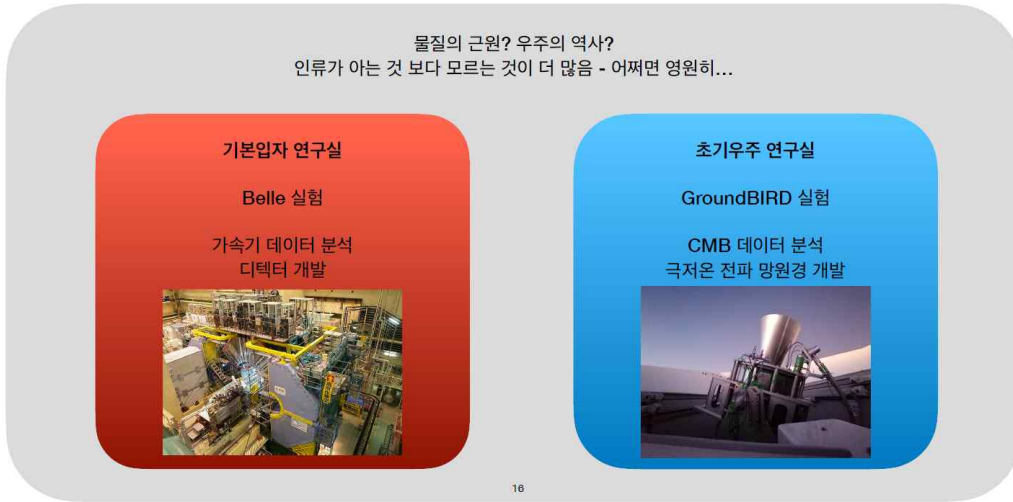 물질의 근원? 우주의 역사?
인류가 아는 것 보다 모르는 것이 더 많음 - 어쩌면 영원히...
기본입자 연구실
Belle 실험
가속기 데이터 분석
디텍터 개발
초기우주 연구실
GroundBIRD 실험
CMB 데이터 분석
극저온 전파 망원경 개발
16